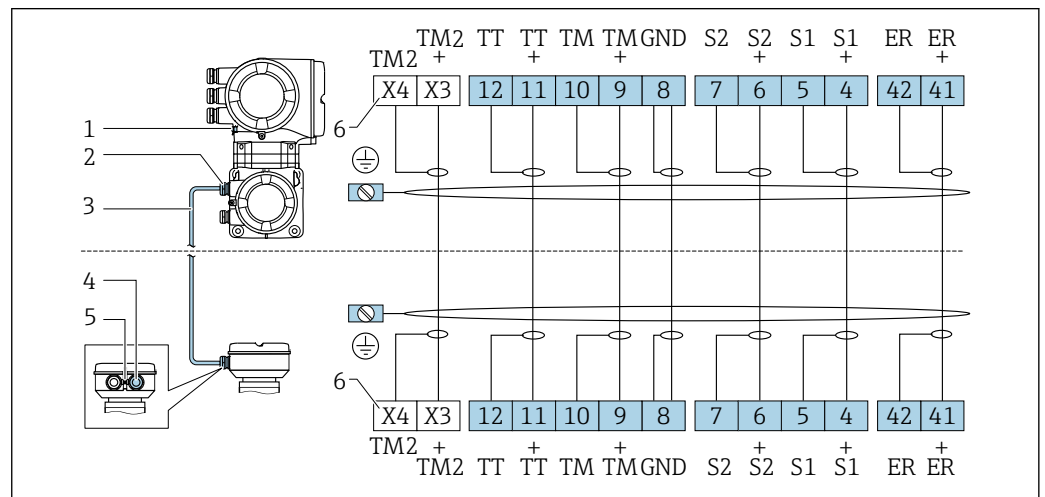 TM2 TT TT TM TM GND S2 S2 S1 S1 ER ER
TM2 + + + + + +
X4 X3 12 11 10 9 8 7 6 5 4 42 41
6
1
2
3
4
5
6
X4 X3 12 11 10 9 8 7 6 5 4 42 41
TM2 + + + + + +
TM2 TT TT TM TM GND S2 S2 S1 S1 ER ER